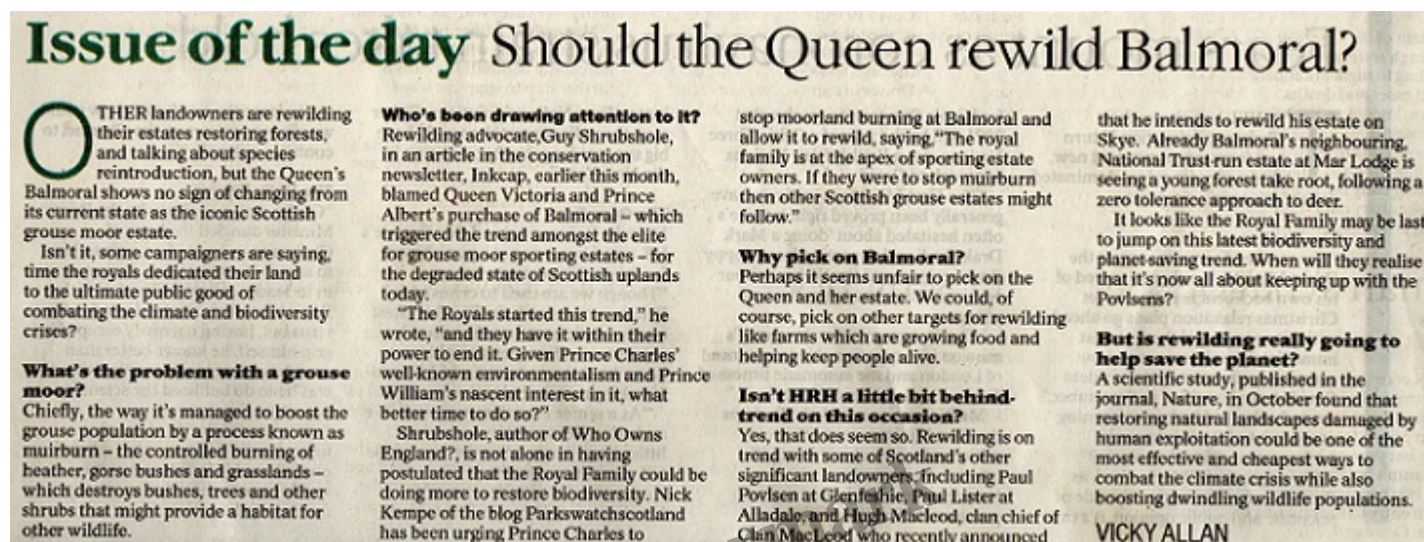 Issue of the day Should the Queen rewild Balmoral?
OTHER landowners are rewilding
their estates restoring forests,
and talking about species
reintroduction, but the Queen's
Balmoral shows no sign of changing from
its current state as the iconic Scottish
grouse moor estate.
Isn't it, some campaigners are saying,
time the royals dedicated their land
to the ultimate public good of
combating the climate and biodiversity
crises?
What's the problem with a grouse
moor?
Chiefly, the way it's managed to boost the
grouse population by a process known as
muirburn – the controlled burning of
heather, gorse bushes and grasslands –
which destroys bushes, trees and other
shrubs that might provide a habitat for
other wildlife.
Who's been drawing attention to it?
Rewilding advocate,Guy Shrubshole,
in an article in the conservation
newsletter, Inkcap, earlier this month,
blamed Queen Victoria and Prince
Albert's purchase of Balmoral – which
triggered the trend amongst the elite
for grouse moor sporting estates – for
the degraded state of Scottish uplands
today.
"The Royals started this trend," he
wrote, "and they have it within their
power to end it. Given Prince Charles'
well-known environmentalism and Prince
William's nascent interest in it, what
better time to do so?"
Shrubshole, author of Who Owns
England?, is not alone in having
postulated that the Royal Family could be
doing more to restore biodiversity. Nick
Kempe of the blog Parkswatchscotland
has been urging Prince Charles to
stop moorland burning at Balmoral and
allow it to rewild, saying,"The royal
family is at the apex of sporting estate
owners. If they were to stop muirburn
then other Scottish grouse estates might
follow."
Why pick on Balmoral?
Perhaps it seems unfair to pick on the
Queen and her estate. We could, of
course, pick on other targets for rewilding
like farms which are growing food and
helping keep people alive.
Isn't HRH a little bit behind-
trend on this occasion?
Yes, that does seem so. Rewilding is on
trend with some of Scotland's other
significant landowners, including Paul
Povlsen at Glenfeshie, Paul Lister at
Alladale, and Hugh Macleod, clan chief of
Clan MacLeod who recently announced
that he intends to rewild his estate on
Skye. Already Balmoral's neighbouring,
National Trust-run estate at Mar Lodge is
seeing a young forest take root, following a
zero tolerance approach to deer.
It looks like the Royal Family may be last
to jump on this latest biodiversity and
planet-saving trend. When will they realise
that it's now all about keeping up with the
Povlsens?
But is rewilding really going to
help save the planet?
A scientific study, published in the
journal, Nature, in October found that
restoring natural landscapes damaged by
human exploitation could be one of the
most effective and cheapest ways to
combat the climate crisis while also
boosting dwindling wildlife populations.
VICKY ALLAN